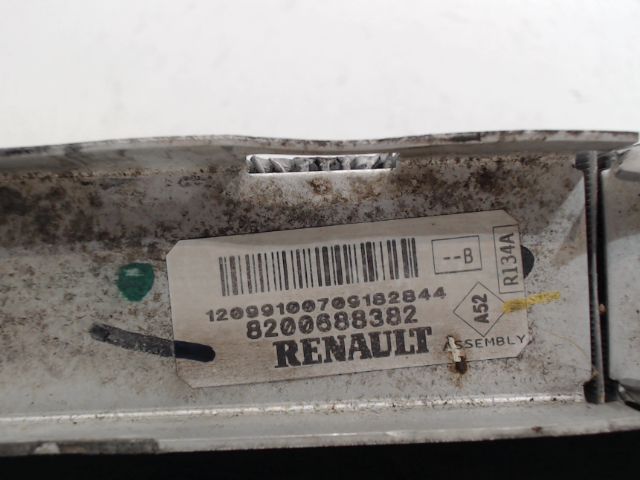 --B
R134A
12099100709182844
8200688382
A52
RENAULT
ASSEMBLY